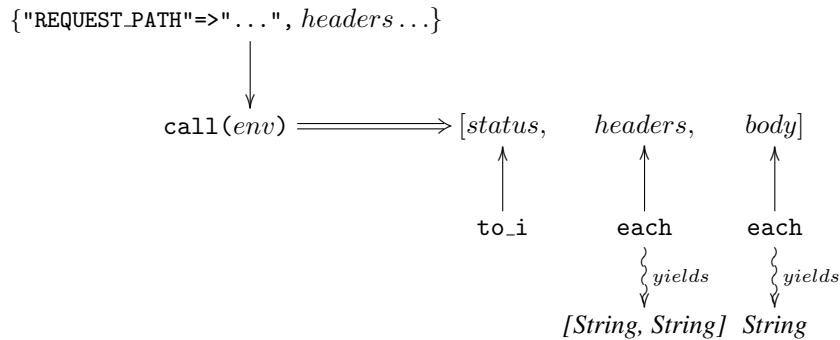 {"REQUEST_PATH"=>"...", headers ...}
call(env) [status, headers, body]
to_i each each
yields yields
[String, String] String